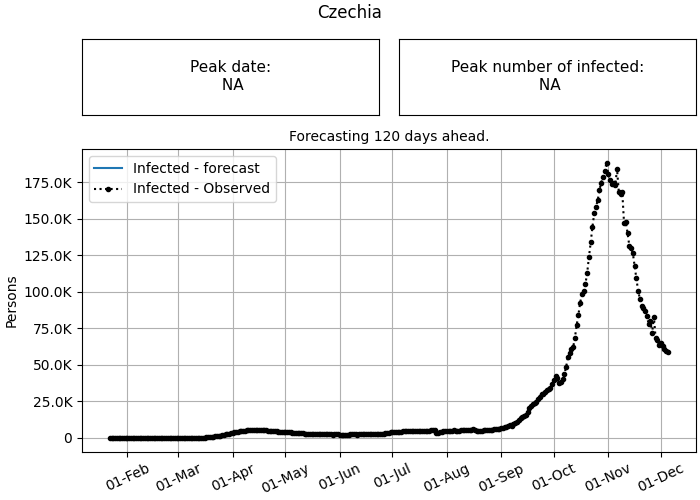 Czechia
Peak date:
NA
Peak number of infected:
NA
Forecasting 120 days ahead.
Infected - forecast
Infected - Observed
175.0K
150.0K
125.0K
100.0K
75.0K
50.0K
25.0K
0
Persons
01-Feb
01-Mar
01-Apr
01-May
01-Jun
01-Jul
01-Aug
01-Sep
01-Oct
01-Nov
01-Dec